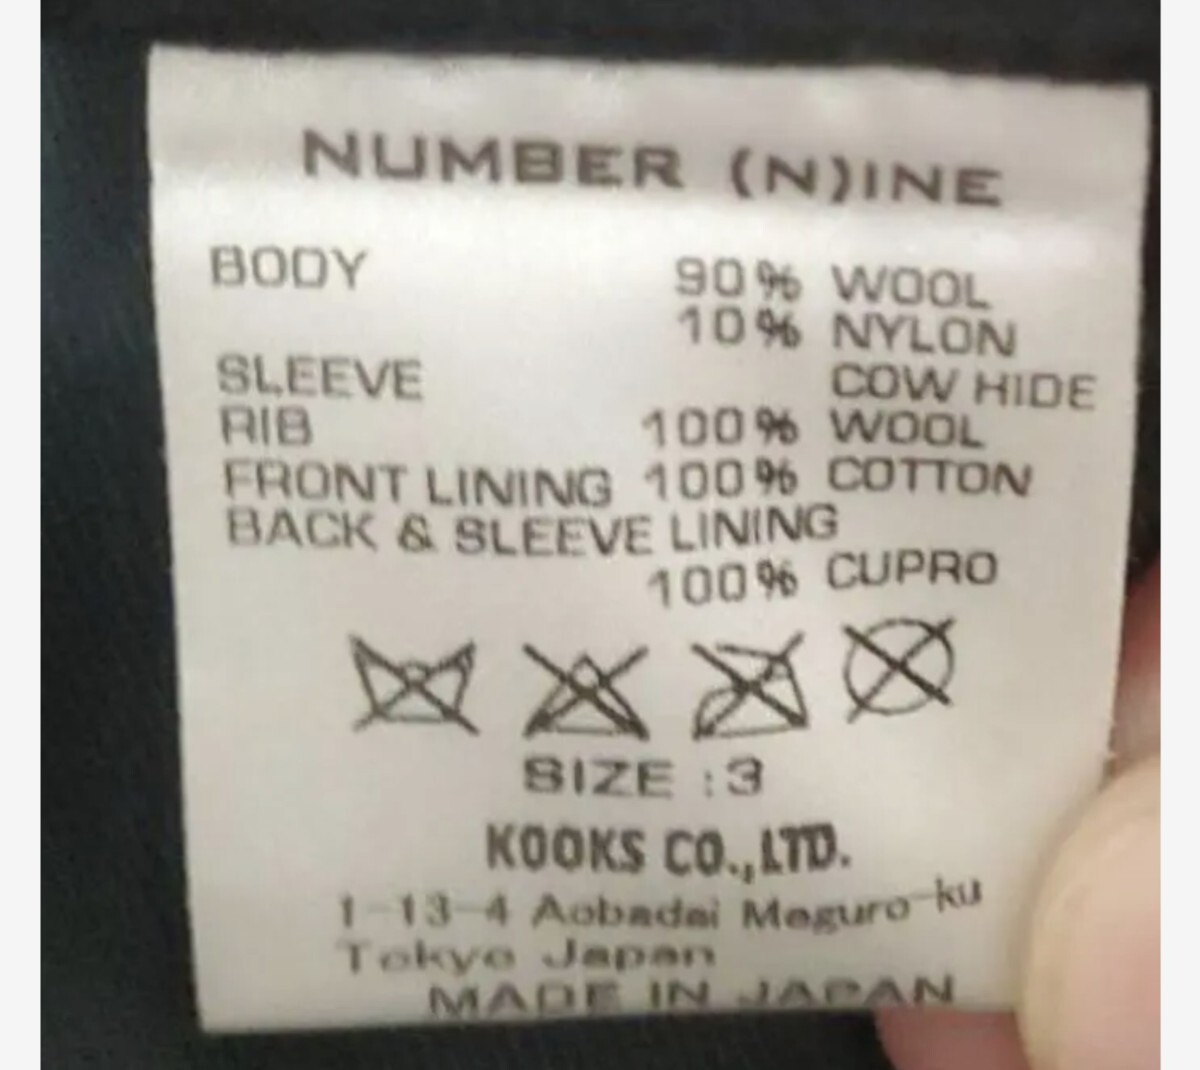 NUMBER (N)INE
BODY 90% WOOL
10% NYLON
SLEEVE COW HIDE
RIB 100% WOOL
FRONT LINING 100% COTTON
BACK & SLEEVE LINING
100% CUPRO
SIZE :3
KOOKS CO.,LTD.
1-13-4 Aobadai Meguro-ku
Tokyo Japan
MADE IN JAPAN